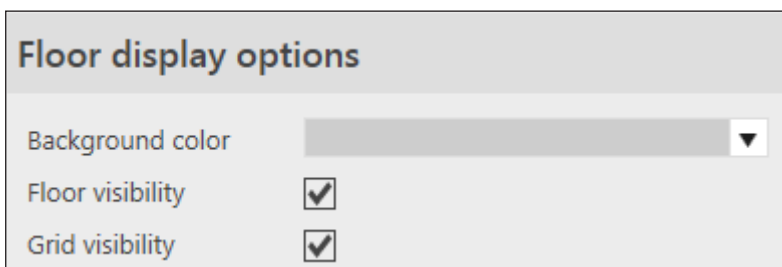 Floor display options
Background color
Floor visibility
Grid visibility